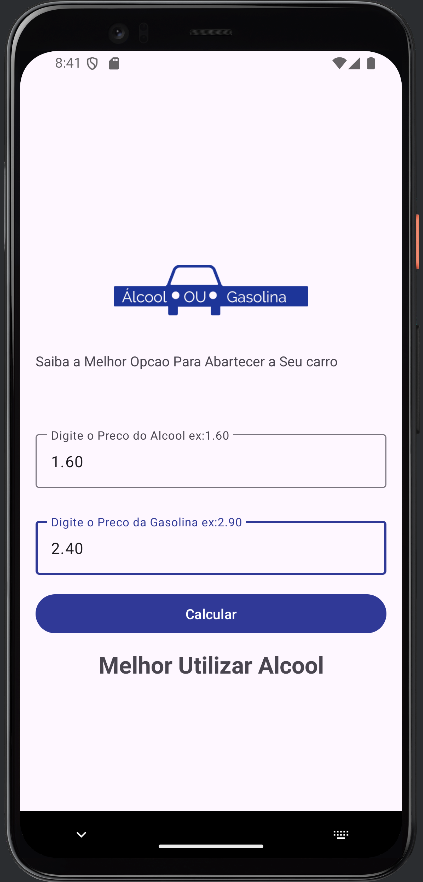 8:41
Álcool OU Gasolina
Saiba a Melhor Opcao Para Abartecer a Seu carro
Digite o Preco do Alcool ex:1.60
1.60
Digite o Preco da Gasolina ex:2.90
2.40
Calcular
Melhor Utilizar Alcool